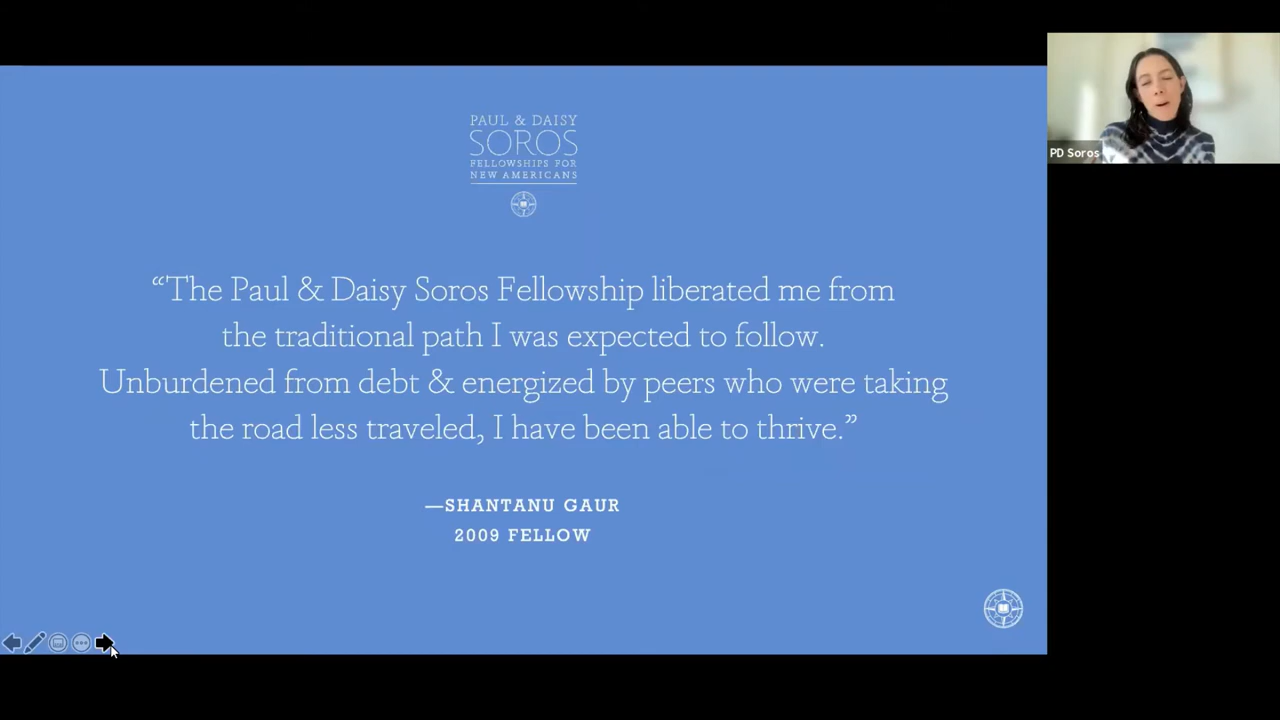 PAUL & DAISY
SOROS
FELLOWSHIPS FOR
NEW AMERICANS
“The Paul & Daisy Soros Fellowship liberated me from
the traditional path I was expected to follow.
Unburdened from debt & energized by peers who were taking
the road less traveled, I have been able to thrive.”
—SHANTANU GAUR
2009 FELLOW
PD Soros